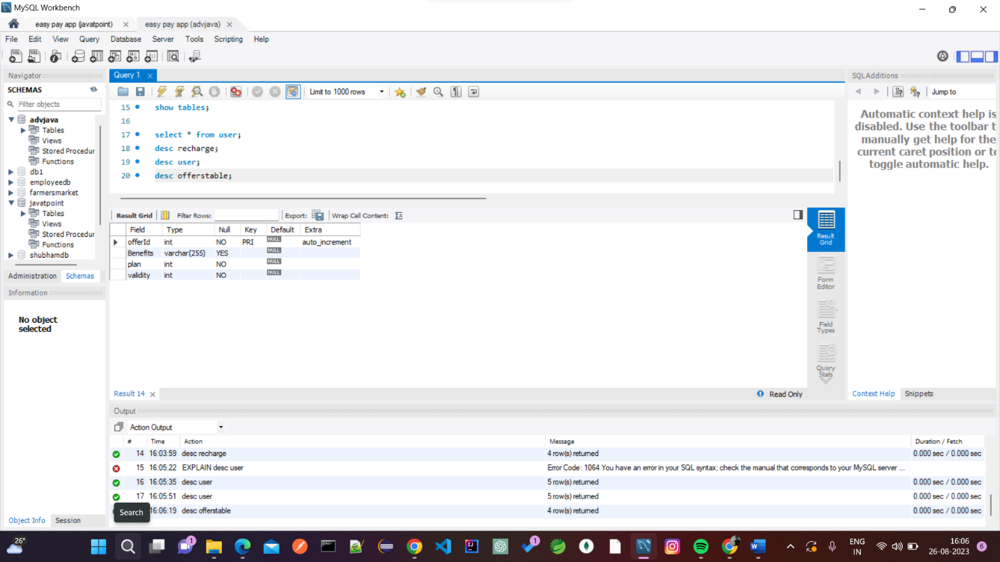 MySQL Workbench
easy pay app (javatpoint)
easy pay app (advjava)
File Edit View Query Database Server Tools Scripting Help
Navigator
SCHEMAS
Filter objects
advjava
Tables
Views
Stored Procedur
Functions
db1
employeedb
farmersmarket
javatpoint
Tables
Views
Stored Procedur
Functions
shubhamdb
Administration Schemas
Information
No object
selected
Object Info Session
Query 1
Limit to 1000 rows
15 show tables;
16
17 select * from user;
18 desc recharge;
19 desc user;
20 desc offerstable;
Result Grid Filter Rows: Export: Wrap Cell Content:
Field Type Null Key Default Extra
offerId int NO PRI NULL auto_increment
Benefits varchar(255) YES NULL
plan int NO NULL
validity int NO NULL
Result
Grid
Form
Editor
Field
Types
Query
Stats
Result 14
Read Only
SQLAdditions
Jump to
Automatic context help is
disabled. Use the toolbar t
manually get help for the
current caret position or to
toggle automatic help.
Context Help Snippets
Output
Action Output
# Time Action Message Duration / Fetch
14 16:03:59 desc recharge 4 row(s) returned 0.000 sec / 0.000 sec
15 16:05:22 EXPLAIN desc user Error Code: 1064 You have an error in your SQL syntax; check the manual that corresponds to your MySQL server ...
16 16:05:35 desc user 5 row(s) returned 0.000 sec / 0.000 sec
17 16:05:51 desc user 5 row(s) returned 0.000 sec / 0.000 sec
16:06:19 desc offerstable 4 row(s) returned 0.000 sec / 0.000 sec
Search
26°
1
1
ENG
IN
16:06
26-08-2023
6